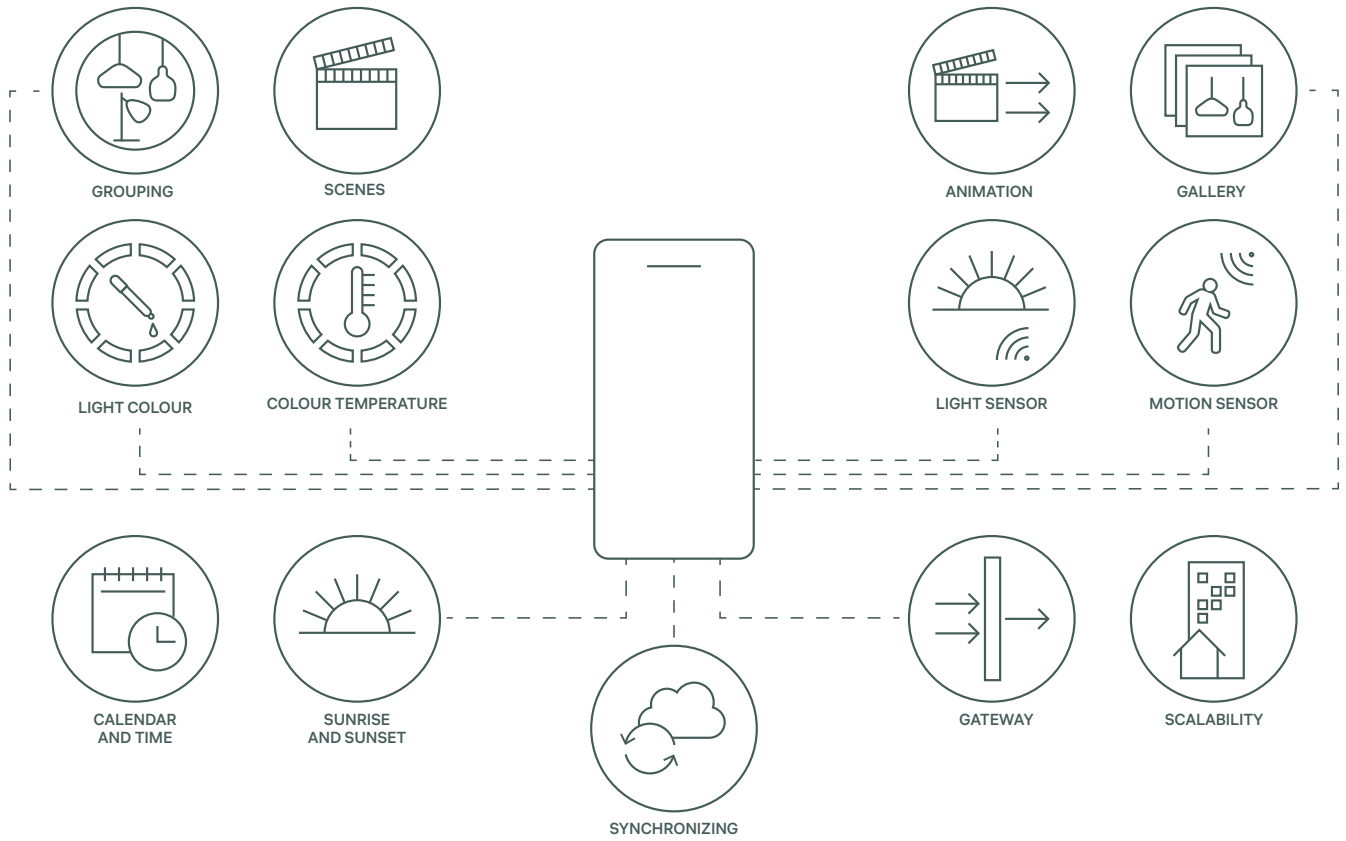 GROUPING
SCENES
ANIMATION
GALLERY
LIGHT COLOUR
COLOUR TEMPERATURE
LIGHT SENSOR
MOTION SENSOR
CALENDAR
AND TIME
SUNRISE
AND SUNSET
GATEWAY
SCALABILITY
SYNCHRONIZING